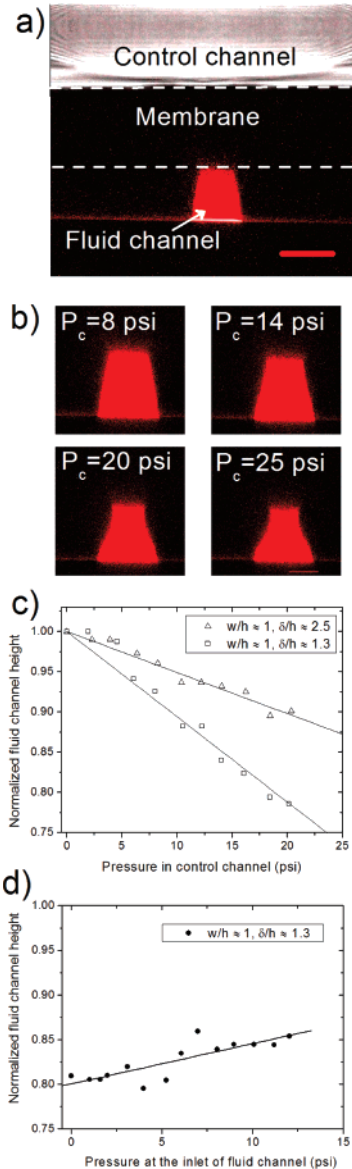 a)
Control channel
Membrane
Fluid channel
b)
Pc=8 psi
Pc=14 psi
Pc=20 psi
Pc=25 psi
c)
w/h ≈ 1, δ/h ≈ 2.5
w/h ≈ 1, δ/h ≈ 1.3
1.00
0.95
0.90
0.85
0.80
0.75
Normalized fluid channel height
0 5 10 15 20 25
Pressure in control channel (psi)
d)
w/h ≈ 1, δ/h ≈ 1.3
1.00
0.95
0.90
0.85
0.80
0.75
Normalized fluid channel height
0 5 10 15
Pressure at the inlet of fluid channel (psi)